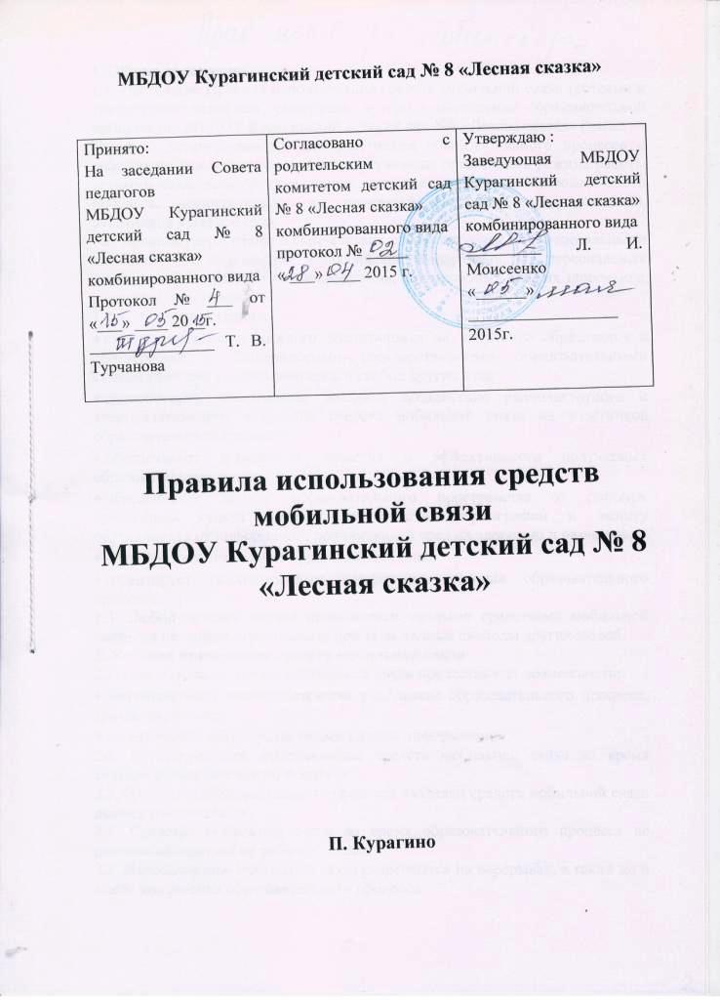 МБДОУ Курагинский детский сад № 8 «Лесная сказка»
Принято:
На заседании Совета
педагогов
МБДОУ Курагинский
детский сад № 8
«Лесная сказка»
комбинированного вида
Протокол № 4 от
«15» 05 2015г.
Т. В.
Турчанова
Согласовано с
родительским
комитетом детский сад
№ 8 «Лесная сказка»
комбинированного вида
протокол № 02
«28» 04 2015 г.
Утверждаю :
Заведующая МБДОУ
Курагинский детский
сад № 8 «Лесная сказка»
комбинированного вида
Л. И.
Моисеенко
«05» мая
2015г.
Правила использования средств
мобильной связи
МБДОУ Курагинский детский сад № 8
«Лесная сказка»
П. Курагино